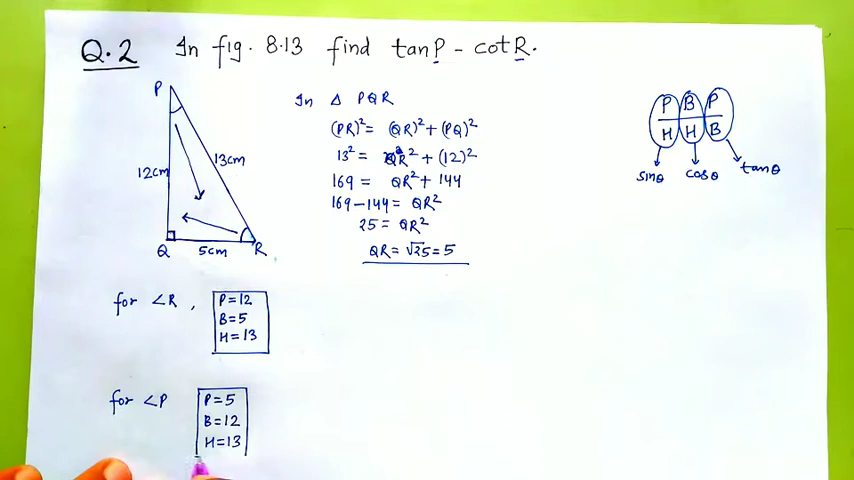 Q.2 In fig. 8.13 find tanP - cotR.
P
13cm
12cm
Q 5cm R
In Δ PQR
(PR)² = (QR)² + (PQ)²
13² = QR² + (12)²
169 = QR² + 144
169-144 = QR²
25 = QR²
QR = √25 = 5
P B P
H H B
sinθ cosθ tanθ
for ∠R, P=12
B=5
H=13
for ∠P P=5
B=12
H=13